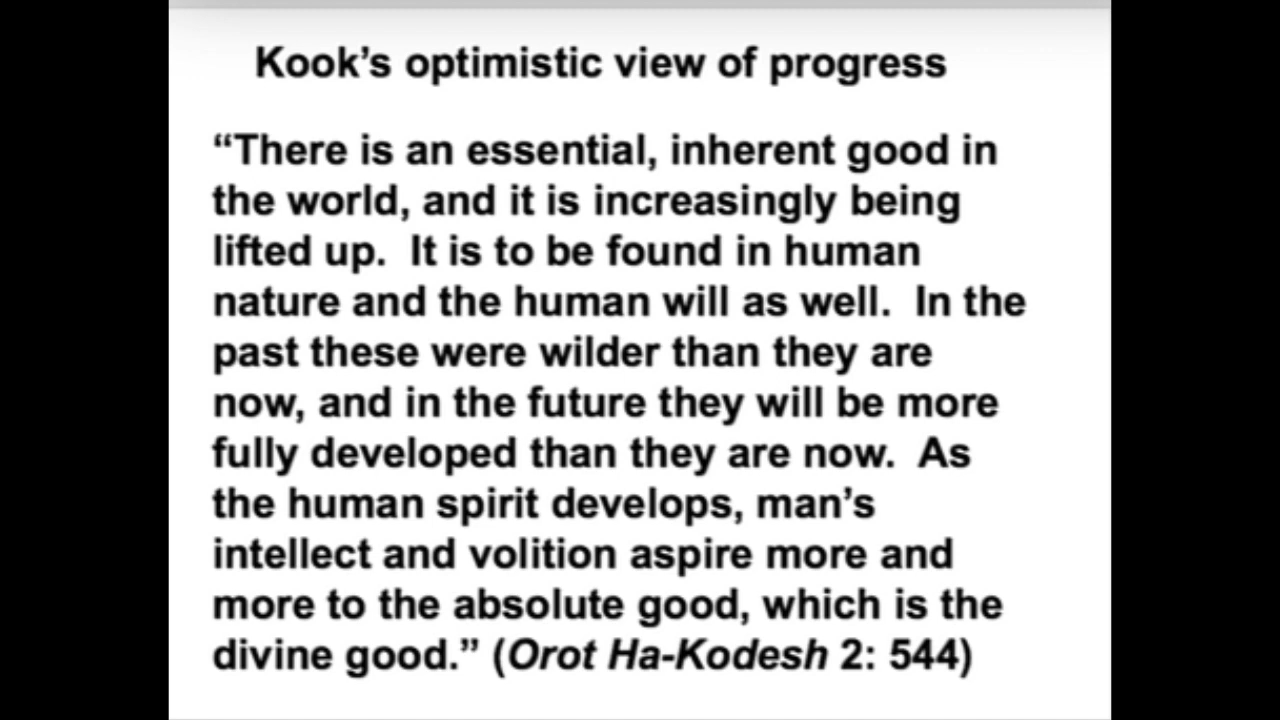 Kook’s optimistic view of progress
“There is an essential, inherent good in
the world, and it is increasingly being
lifted up.  It is to be found in human
nature and the human will as well.  In the
past these were wilder than they are
now, and in the future they will be more
fully developed than they are now.  As
the human spirit develops, man’s
intellect and volition aspire more and
more to the absolute good, which is the
divine good.” (Orot Ha-Kodesh 2: 544)